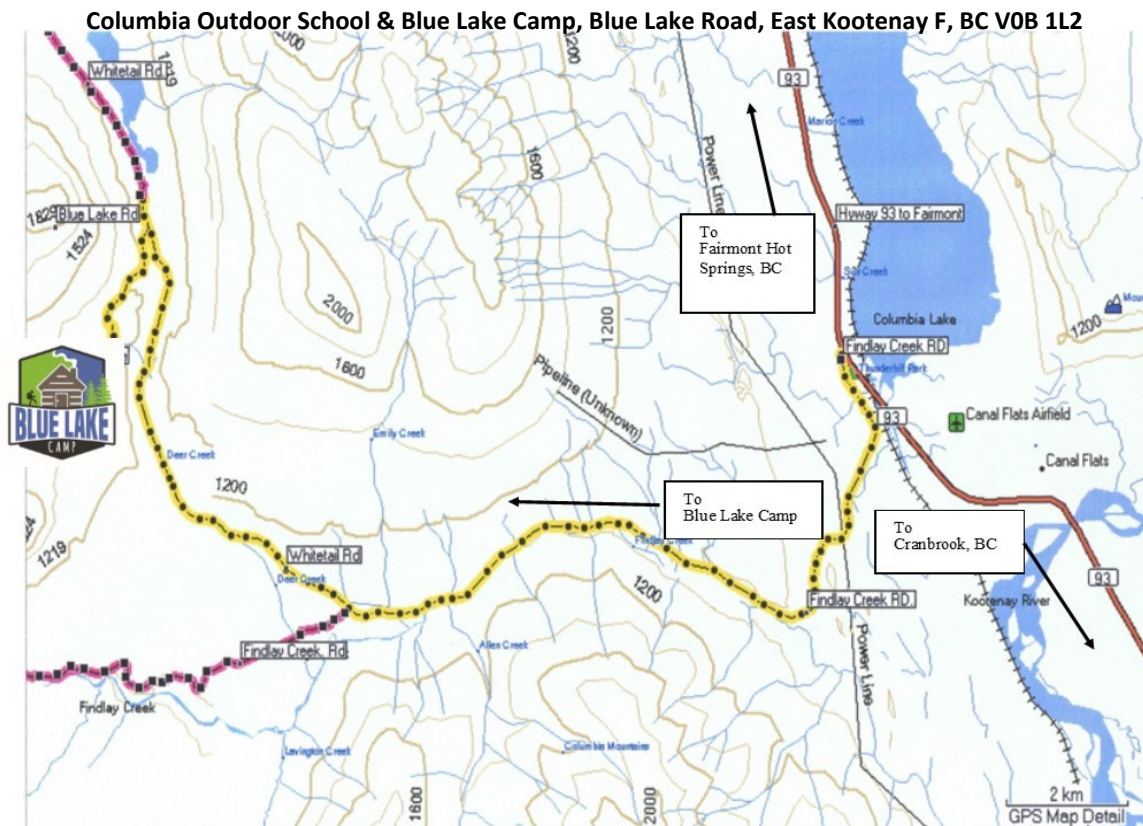 Columbia Outdoor School & Blue Lake Camp, Blue Lake Road, East Kootenay F, BC V0B 1L2
Whitetail Rd
1219
2000
1200
93
Marion Creek
Power Line
1600
Hyway 93 to Fairmont
To
Fairmont Hot
Springs, BC
Blue Lake Rd
1829
1524
2000
1200
1200
Columbia Lake
Findlay Creek RD
Thunderhill Park
1600
Pipeline (Unknown)
93
Canal Flats Airfield
Canal Flats
BLUE LAKE
CAMP
Emily Creek
Deer Creek
1200
To
Blue Lake Camp
To
Cranbrook, BC
Findlay Creek
1219
Whitetail Rd
Deer Creek
1200
93
Findlay Creek RD.
Kootenay River
Findlay Creek, Rd
Allen Creek
Power Line
Findlay Creek
Lavington Creek
Columbia Mountains
1600
2000
2 km
GPS Map Detail